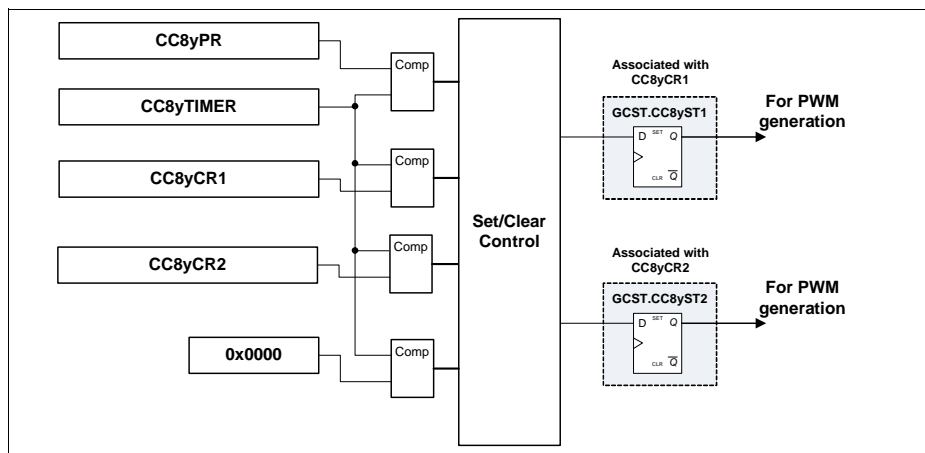 CC8yPR
CC8yTIMER
CC8yCR1
CC8yCR2
0x0000
Comp
Comp
Comp
Comp
Set/Clear
Control
Associated with
CC8yCR1
GCST.CC8yST1
D SET Q
CLR Q
For PWM
generation
Associated with
CC8yCR2
GCST.CC8yST2
D SET Q
CLR Q
For PWM
generation